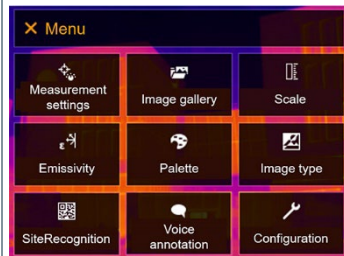 Menu
Measurement
settings
Image gallery
Scale
ε
Emissivity
Palette
Image type
SiteRecognition
Voice
annotation
Configuration